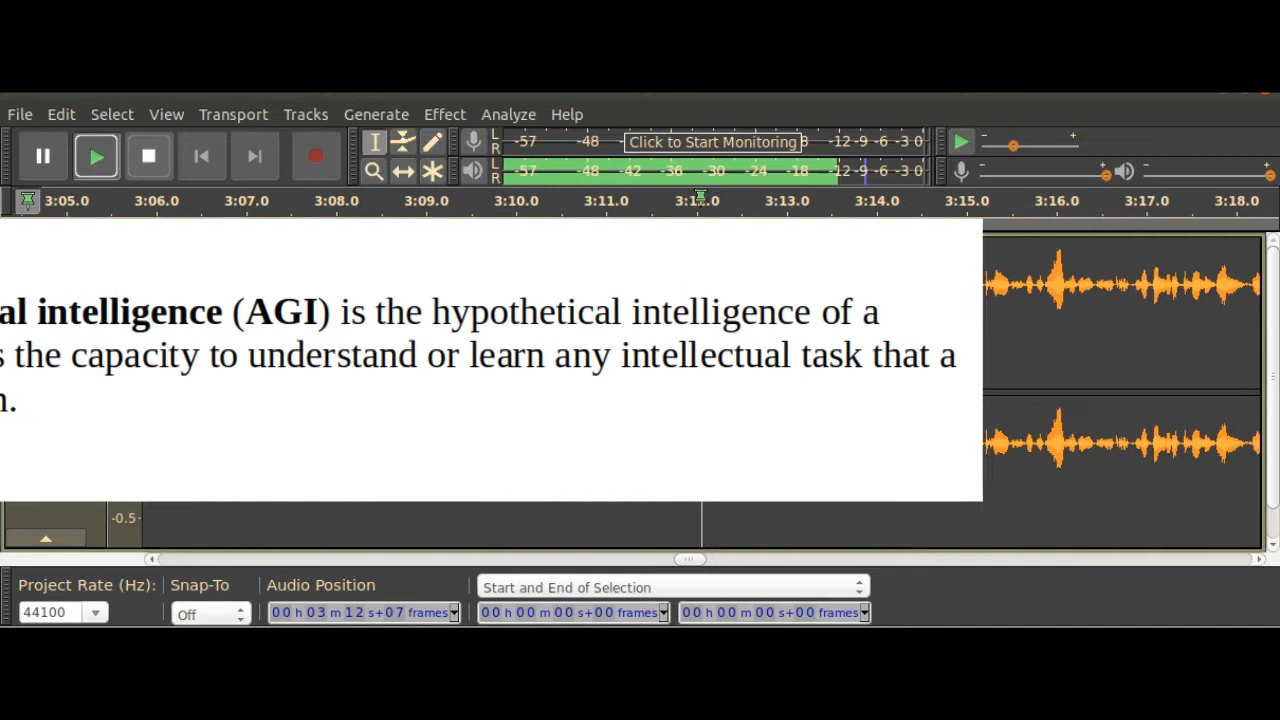 File Edit Select View Transport Tracks Generate Effect Analyze Help
L -57 -48 Click to Start Monitoring 8 -12 -9 -6 -3 0
R
L -57 -48 -42 -36 -30 -24 -18 -12 -9 -6 -3 0
R
3:05.0 3:06.0 3:07.0 3:08.0 3:09.0 3:10.0 3:11.0 3:12.0 3:13.0 3:14.0 3:15.0 3:16.0 3:17.0 3:18.0
al intelligence (AGI) is the hypothetical intelligence of a
s the capacity to understand or learn any intellectual task that a
n.
-0.5
Project Rate (Hz): Snap-To Audio Position Start and End of Selection
44100 Off 00 h 03 m 12 s+07 frames 00 h 00 m 00 s+00 frames 00 h 00 m 00 s+00 frames